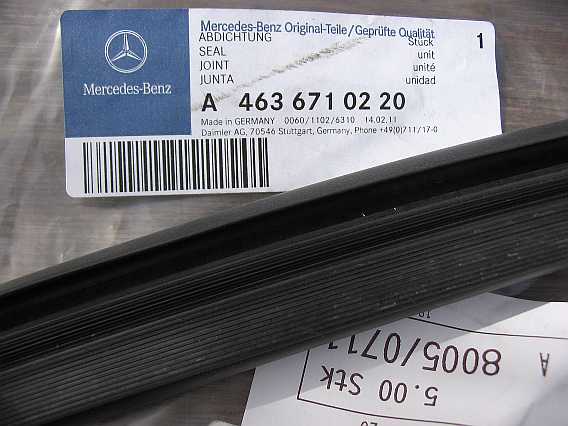 Mercedes-Benz
Mercedes-Benz Original-Teile/Geprüfte Qualität
ABDICHTUNG Stück 1
SEAL unit
JOINT unité
JUNTA unidad
A 463 671 02 20
Made in GERMANY 0060/1102/6310 14.02.11
Daimler AG, 70546 Stuttgart, Germany, Phone +49(0)711/17-0
A 8005/0711
5.00 Stk